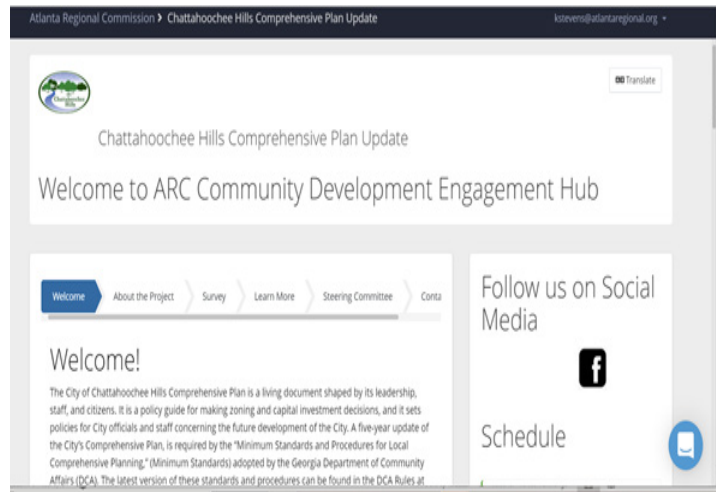 Atlanta Regional Commission › Chattahoochee Hills Comprehensive Plan Update
kstevens@atlantaregional.org
Chattahoochee
Hills
Translate
Chattahoochee Hills Comprehensive Plan Update
Welcome to ARC Community Development Engagement Hub
Welcome
About the Project
Survey
Learn More
Steering Committee
Conta
Welcome!
The City of Chattahoochee Hills Comprehensive Plan is a living document shaped by its leadership,
staff, and citizens. It is a policy guide for making zoning and capital investment decisions, and it sets
policies for City officials and staff concerning the future development of the City. A five-year update of
the City's Comprehensive Plan, is required by the "Minimum Standards and Procedures for Local
Comprehensive Planning," (Minimum Standards) adopted by the Georgia Department of Community
Affairs (DCA). The latest version of these standards and procedures can be found in the DCA Rules at
Follow us on Social
Media
Schedule